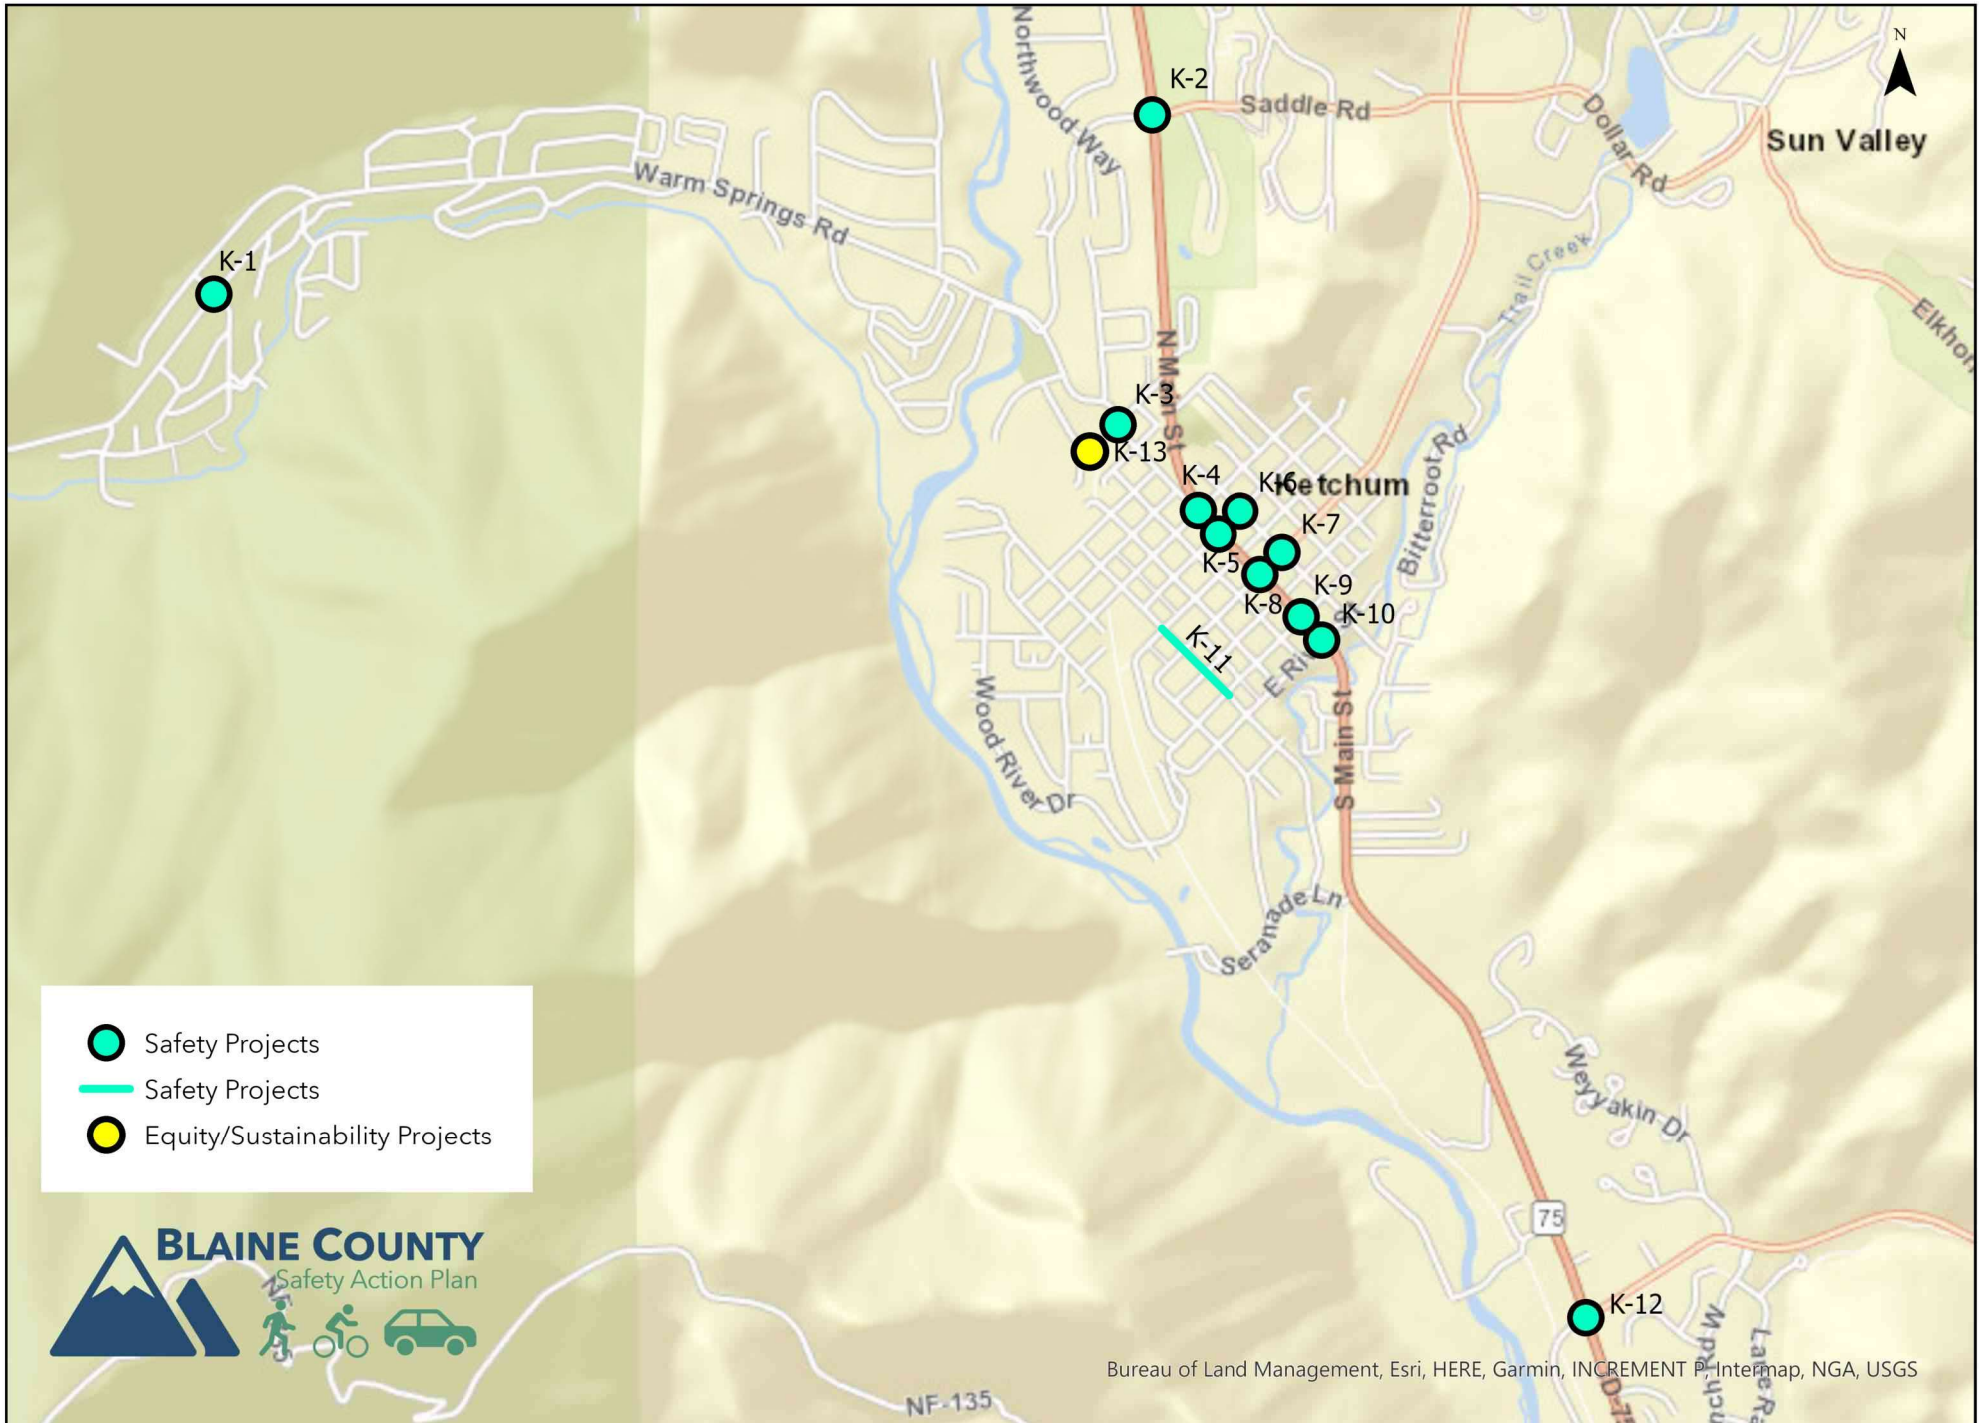 N
K-2
Northwood Way
Saddle Rd
Dollar Rd
Sun Valley
Warm Springs Rd
K-1
Trail Creek
Elkhorn
N Main St
K-3
K-13
K-4
K-6
Ketchum
Bitterroot Rd
K-7
K-5
K-8
K-9
K-10
K-11
E Riv
S Main St
Wood River Dr
Seranade Ln
Weyyakin Dr
75
K-12
Safety Projects
Safety Projects
Equity/Sustainability Projects
BLAINE COUNTY
Safety Action Plan
NF-135
Bureau of Land Management, Esri, HERE, Garmin, INCREMENT P, Intermap, NGA, USGS